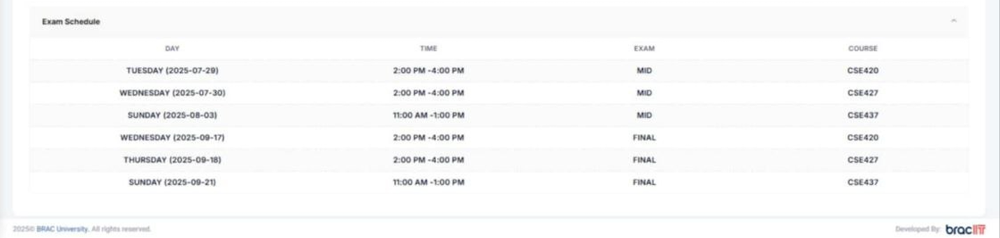 Exam Schedule
DAY TIME EXAM COURSE
TUESDAY (2025-07-29) 2:00 PM -4:00 PM MID CSE420
WEDNESDAY (2025-07-30) 2:00 PM -4:00 PM MID CSE427
SUNDAY (2025-08-03) 11:00 AM -1:00 PM MID CSE437
WEDNESDAY (2025-09-17) 2:00 PM -4:00 PM FINAL CSE420
THURSDAY (2025-09-18) 2:00 PM -4:00 PM FINAL CSE427
SUNDAY (2025-09-21) 11:00 AM -1:00 PM FINAL CSE437
2025© BRAC University. All rights reserved. Developed By: bracIIT